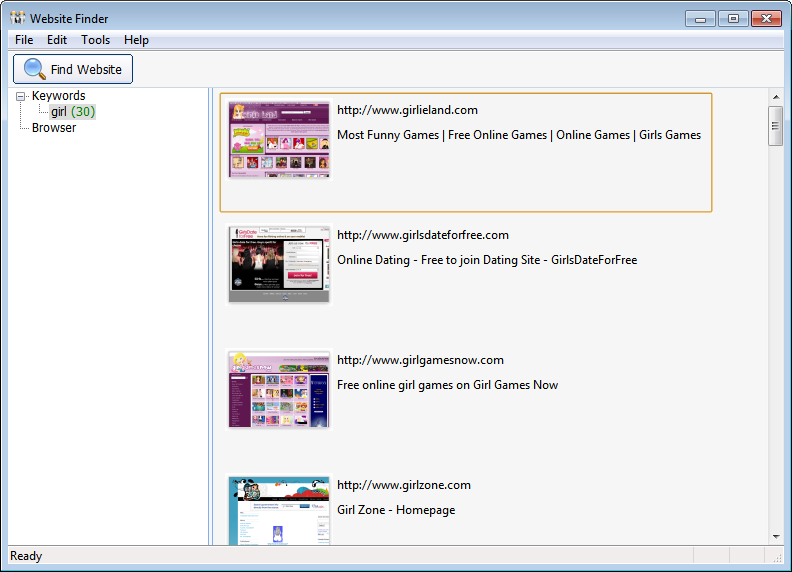 Website Finder
File Edit Tools Help
Find Website
Keywords
girl (30)
Browser
http://www.girlieland.com
Most Funny Games | Free Online Games | Online Games | Girls Games
http://www.girlsdateforfree.com
Online Dating - Free to join Dating Site - GirlsDateForFree
http://www.girlgamesnow.com
Free online girl games on Girl Games Now
http://www.girlzone.com
Girl Zone - Homepage
Ready